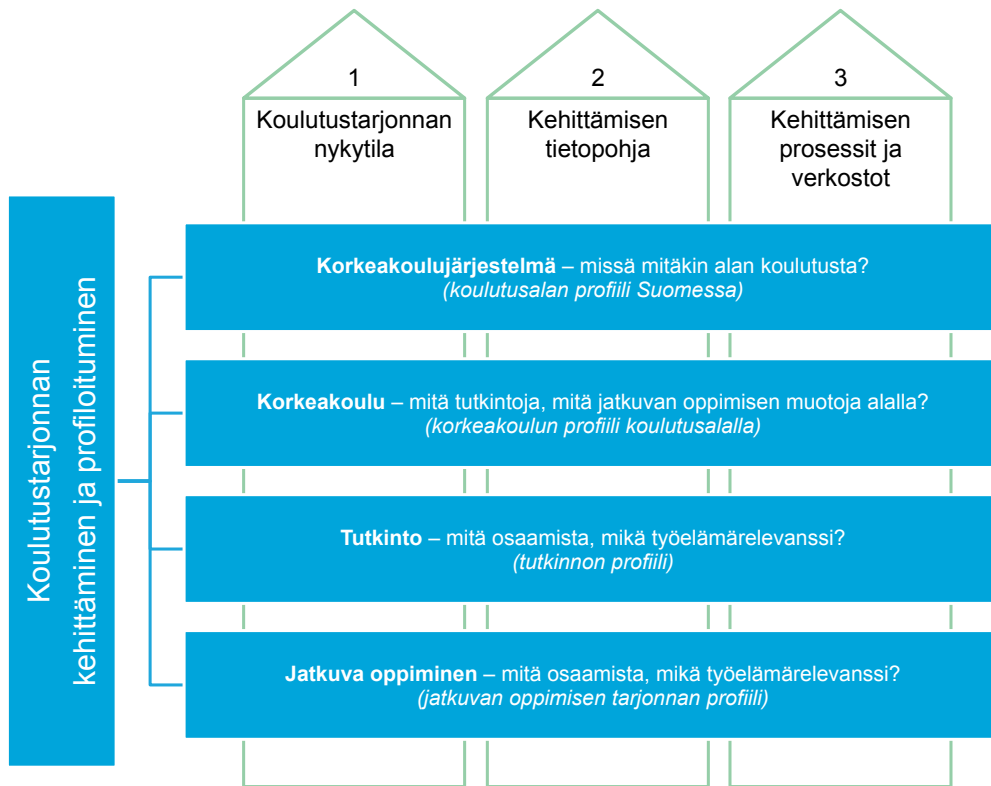 1
Koulutustarjonnan
nykytila
2
Kehittämisen
tietopohja
3
Kehittämisen
prosessit ja
verkostot
Koulutustarjonnan
kehittäminen ja profiloituminen
Korkeakoulujärjestelmä – missä mitäkin alan koulutusta?
(koulutusalan profiili Suomessa)
Korkeakoulu – mitä tutkintoja, mitä jatkuvan oppimisen muotoja alalla?
(korkeakoulun profiili koulutusalalla)
Tutkinto – mitä osaamista, mikä työelämärelevanssi?
(tutkinnon profiili)
Jatkuva oppiminen – mitä osaamista, mikä työelämärelevanssi?
(jatkuvan oppimisen tarjonnan profiili)